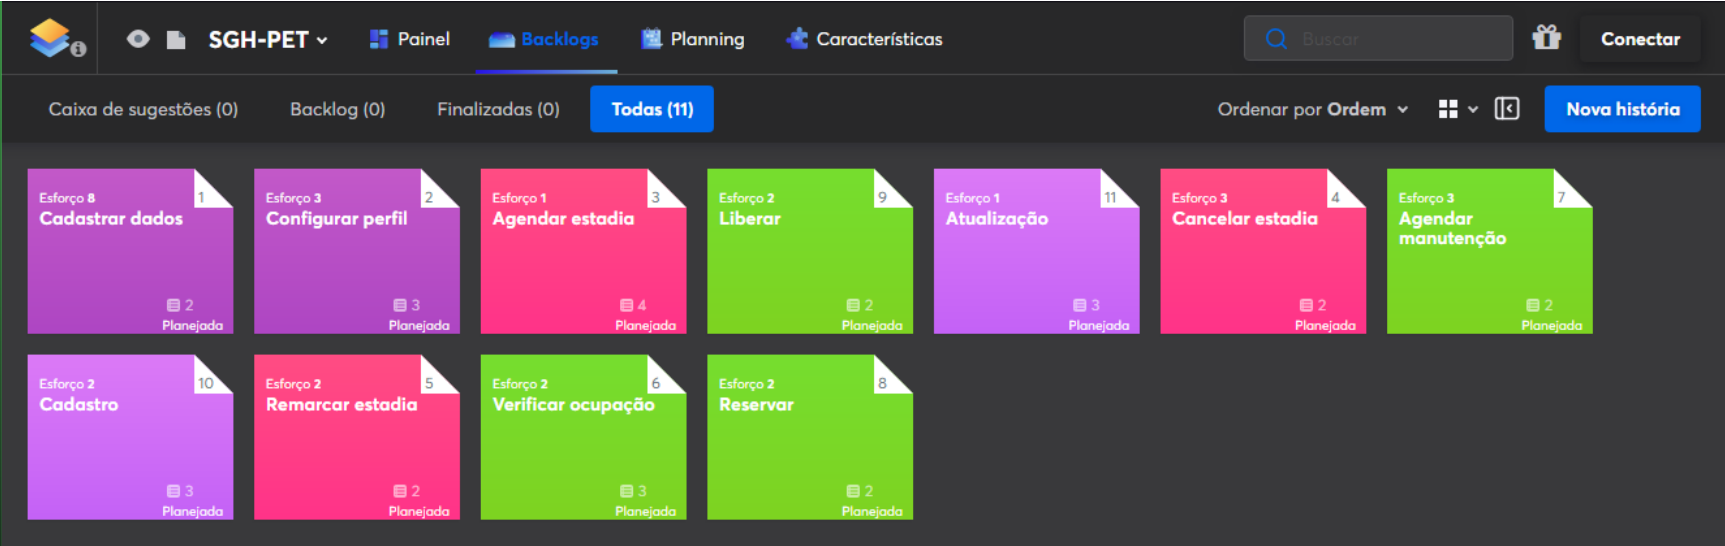 SGH-PET Painel Backlogs Planning Características Buscar Conectar
Caixa de sugestões (0) Backlog (0) Finalizadas (0) Todas (11) Ordenar por Ordem Nova história
Esforço 8 1
Cadastrar dados
2
Planejada
Esforço 3 2
Configurar perfil
3
Planejada
Esforço 1 3
Agendar estadia
4
Planejada
Esforço 2 9
Liberar
2
Planejada
Esforço 1 11
Atualização
3
Planejada
Esforço 3 4
Cancelar estadia
2
Planejada
Esforço 3 7
Agendar
manutenção
2
Planejada
Esforço 2 10
Cadastro
3
Planejada
Esforço 2 5
Remarcar estadia
2
Planejada
Esforço 2 6
Verificar ocupação
3
Planejada
Esforço 2 8
Reservar
2
Planejada